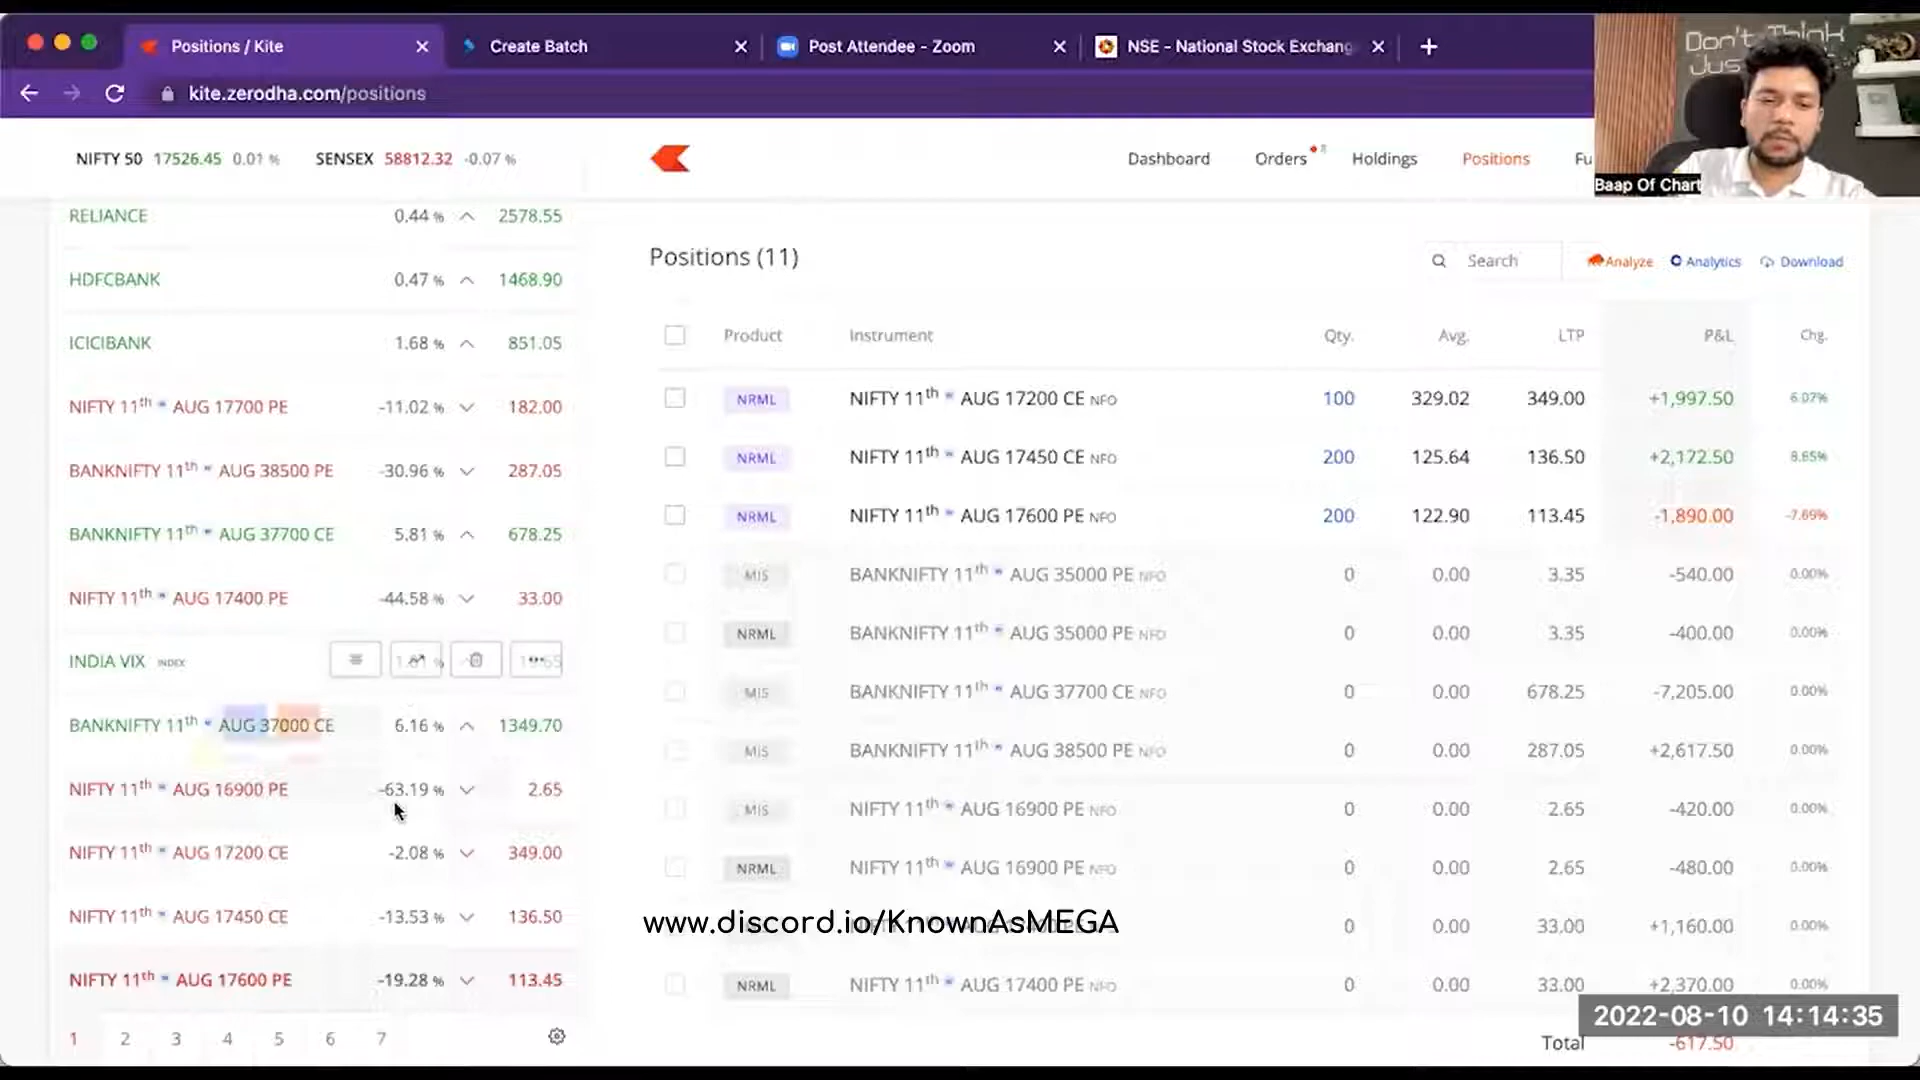 Positions / Kite
Create Batch
Post Attendee - Zoom
NSE - National Stock Exchang
kite.zerodha.com/positions
Don't Think
Jus
Baap Of Chart
NIFTY 50 17526.45 0.01 %
SENSEX 58812.32 -0.07 %
Dashboard
Orders
Holdings
Positions
Fu
RELIANCE 0.44 % 2578.55
HDFCBANK 0.47 % 1468.90
ICICIBANK 1.68 % 851.05
NIFTY 11th w AUG 17700 PE -11.02 % 182.00
BANKNIFTY 11th w AUG 38500 PE -30.96 % 287.05
BANKNIFTY 11th w AUG 37700 CE 5.81 % 678.25
NIFTY 11th w AUG 17400 PE -44.58 % 33.00
INDIA VIX INDEX
BANKNIFTY 11th w AUG 37000 CE 6.16 % 1349.70
NIFTY 11th w AUG 16900 PE -63.19 % 2.65
NIFTY 11th w AUG 17200 CE -2.08 % 349.00
NIFTY 11th w AUG 17450 CE -13.53 % 136.50
NIFTY 11th w AUG 17600 PE -19.28 % 113.45
1 2 3 4 5 6 7
Positions (11)
Search
Analyze
Analytics
Download
Product Instrument Qty. Avg. LTP P&L Chg.
NRML NIFTY 11th w AUG 17200 CE NFO 100 329.02 349.00 +1,997.50 6.07%
NRML NIFTY 11th w AUG 17450 CE NFO 200 125.64 136.50 +2,172.50 8.65%
NRML NIFTY 11th w AUG 17600 PE NFO 200 122.90 113.45 -1,890.00 -7.69%
MIS BANKNIFTY 11th w AUG 35000 PE NFO 0 0.00 3.35 -540.00 0.00%
NRML BANKNIFTY 11th w AUG 35000 PE NFO 0 0.00 3.35 -400.00 0.00%
MIS BANKNIFTY 11th w AUG 37700 CE NFO 0 0.00 678.25 -7,205.00 0.00%
MIS BANKNIFTY 11th w AUG 38500 PE NFO 0 0.00 287.05 +2,617.50 0.00%
MIS NIFTY 11th w AUG 16900 PE NFO 0 0.00 2.65 -420.00 0.00%
NRML NIFTY 11th w AUG 16900 PE NFO 0 0.00 2.65 -480.00 0.00%
www.discord.io/KnownAsMEGA
0 0.00 33.00 +1,160.00 0.00%
NRML NIFTY 11th w AUG 17400 PE NFO 0 0.00 33.00 +2,370.00 0.00%
2022-08-10 14:14:35
Total -617.50